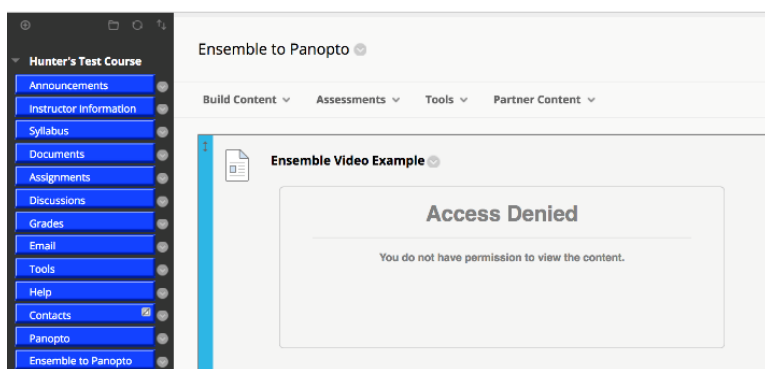 Hunter's Test Course
Announcements
Instructor Information
Syllabus
Documents
Assignments
Discussions
Grades
Email
Tools
Help
Contacts
Panopto
Ensemble to Panopto
Ensemble to Panopto
Build Content Assessments Tools Partner Content
Ensemble Video Example
Access Denied
You do not have permission to view the content.